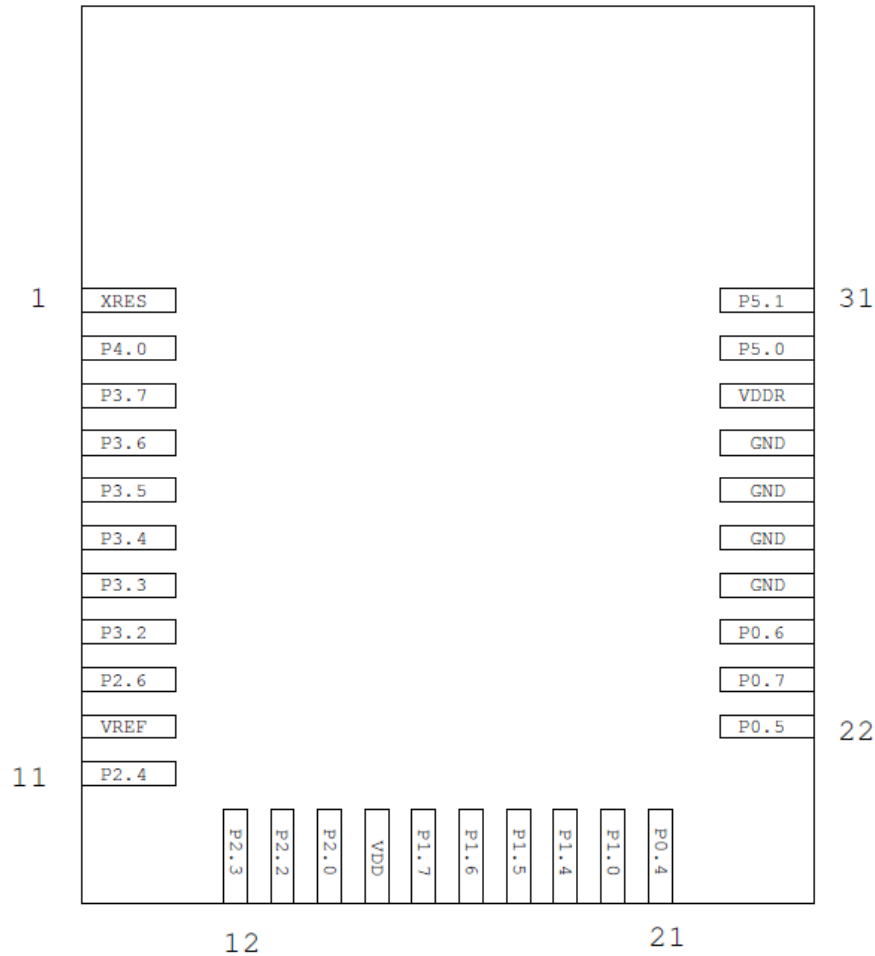 1 XRES P5.1 31
P4.0 P5.0
P3.7 VDDR
P3.6 GND
P3.5 GND
P3.4 GND
P3.3 GND
P3.2 P0.6
P2.6 P0.7
VREF P0.5 22
11 P2.4
P2.3 P2.2 P2.0 VDD P1.7 P1.6 P1.5 P1.4 P1.0 P0.4
12 21